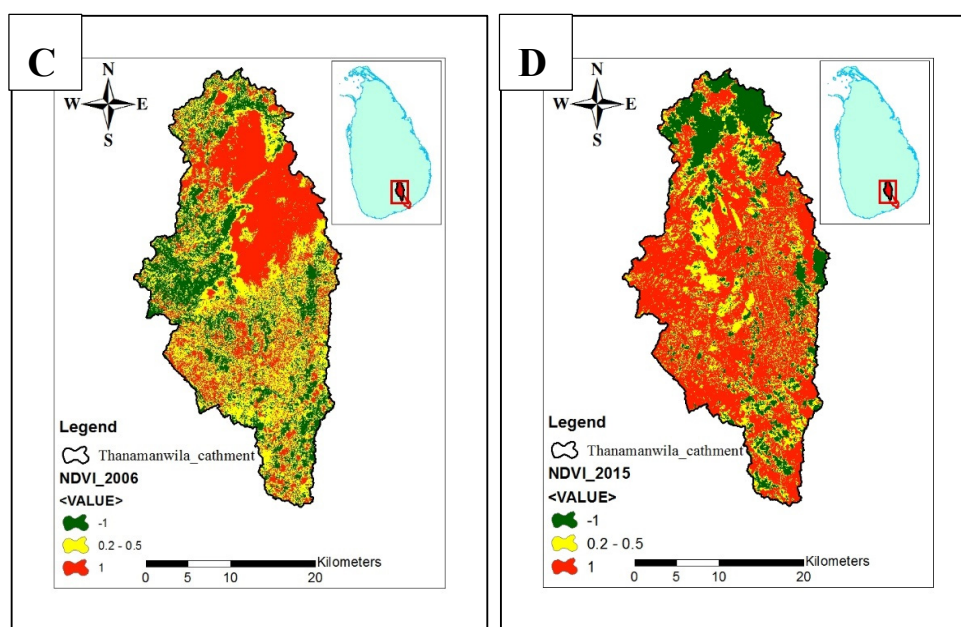 C
N
W E
S
Legend
Thanamanwila_cathment
NDVI_2006
<VALUE>
-1
0.2 - 0.5
1
Kilometers
0 5 10 20
D
N
W E
S
Legend
Thanamanwila_cathment
NDVI_2015
<VALUE>
-1
0.2 - 0.5
1
Kilometers
0 5 10 20